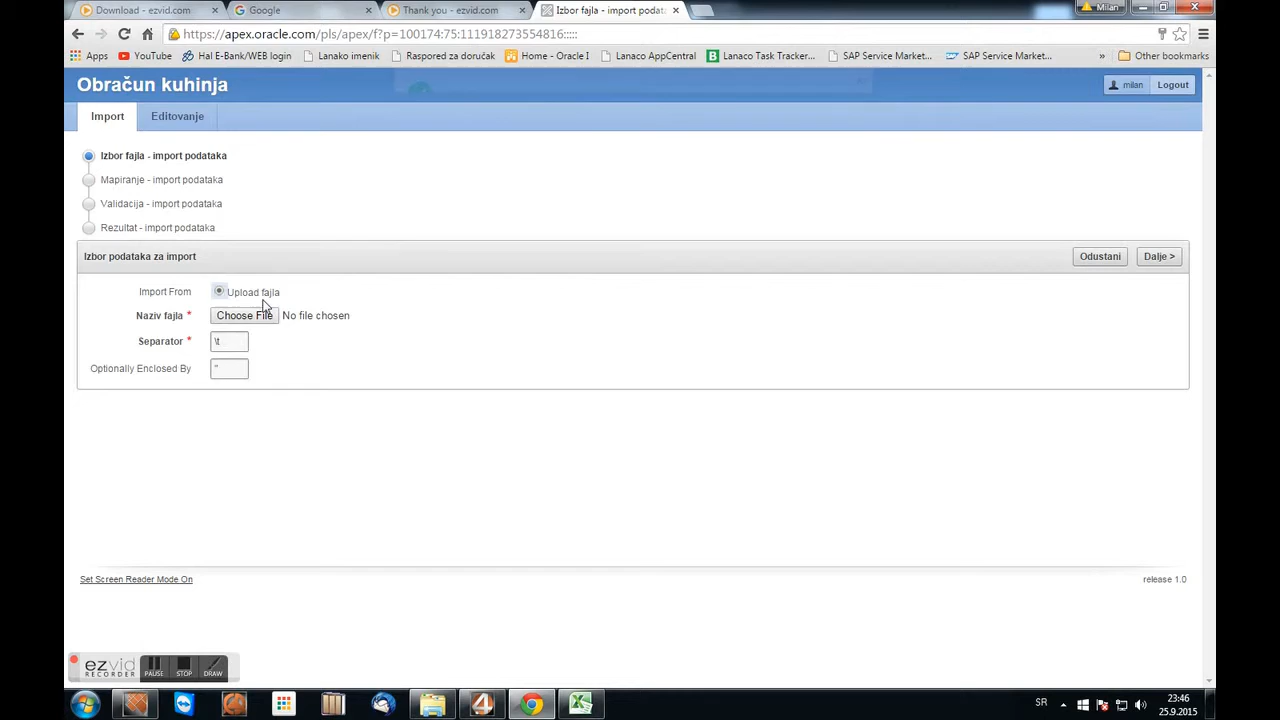 Download - ezvid.com
Google
Thank you - ezvid.com
Izbor fajla - import podat
Milan
https://apex.oracle.com/pls/apex/f?p=100174:75:111918273554816:::::
Apps
YouTube
Hal E-Bank/WEB login
Lanako imenik
Raspored za doručak
Home - Oracle I
Lanaco AppCentral
Lanaco Task Tracker...
SAP Service Market...
SAP Service Market...
»
Other bookmarks
Obračun kuhinja
milan
Logout
Import
Editovanje
Izbor fajla - import podataka
Mapiranje - import podataka
Validacija - import podataka
Rezultat - import podataka
Izbor podataka za import
Odustani
Dalje >
Import From
Upload fajla
Naziv fajla *
Choose File
No file chosen
Separator *
\t
Optionally Enclosed By
"
Set Screen Reader Mode On
release 1.0
ezvid
RECORDER
PAUSE
STOP
DRAW
SR
23:46
25.9.2015